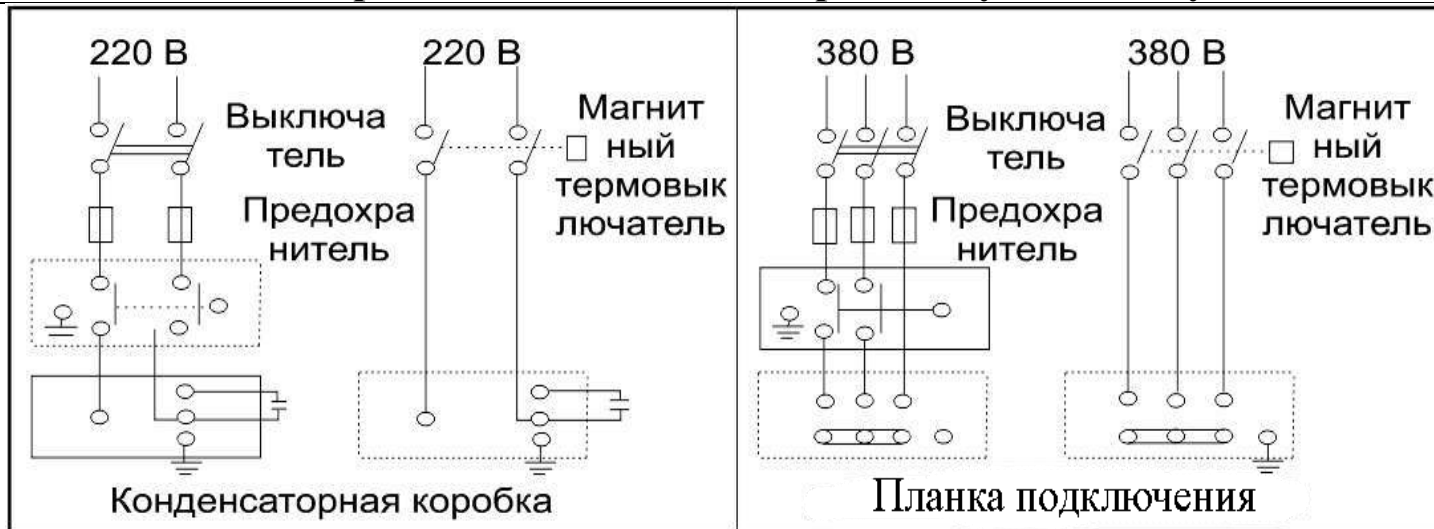 220 В
220 В
Выключа
тель
Магнит
ный
термовык
лючатель
Предохра
нитель
Конденсаторная коробка
380 В
380 В
Выключа
тель
Магнит
ный
термовык
лючатель
Предохра
нитель
Планка подключения